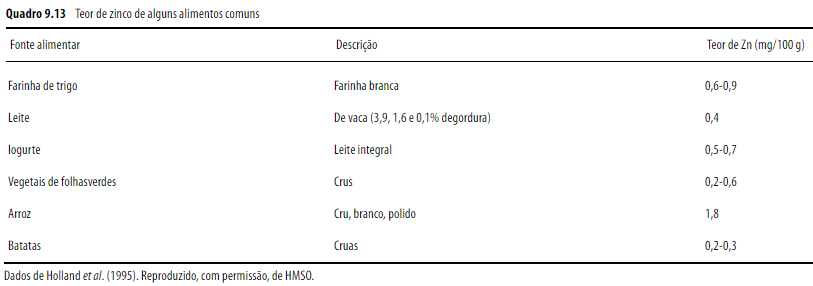 Quadro 9.13 Teor de zinco de alguns alimentos comuns
Fonte alimentar Descrição Teor de Zn (mg/100 g)
Farinha de trigo Farinha branca 0,6-0,9
Leite De vaca (3,9, 1,6 e 0,1% degordura) 0,4
Iogurte Leite integral 0,5-0,7
Vegetais de folhasverdes Crus 0,2-0,6
Arroz Cru, branco, polido 1,8
Batatas Cruas 0,2-0,3
Dados de Holland et al. (1995). Reproduzido, com permissão, de HMSO.